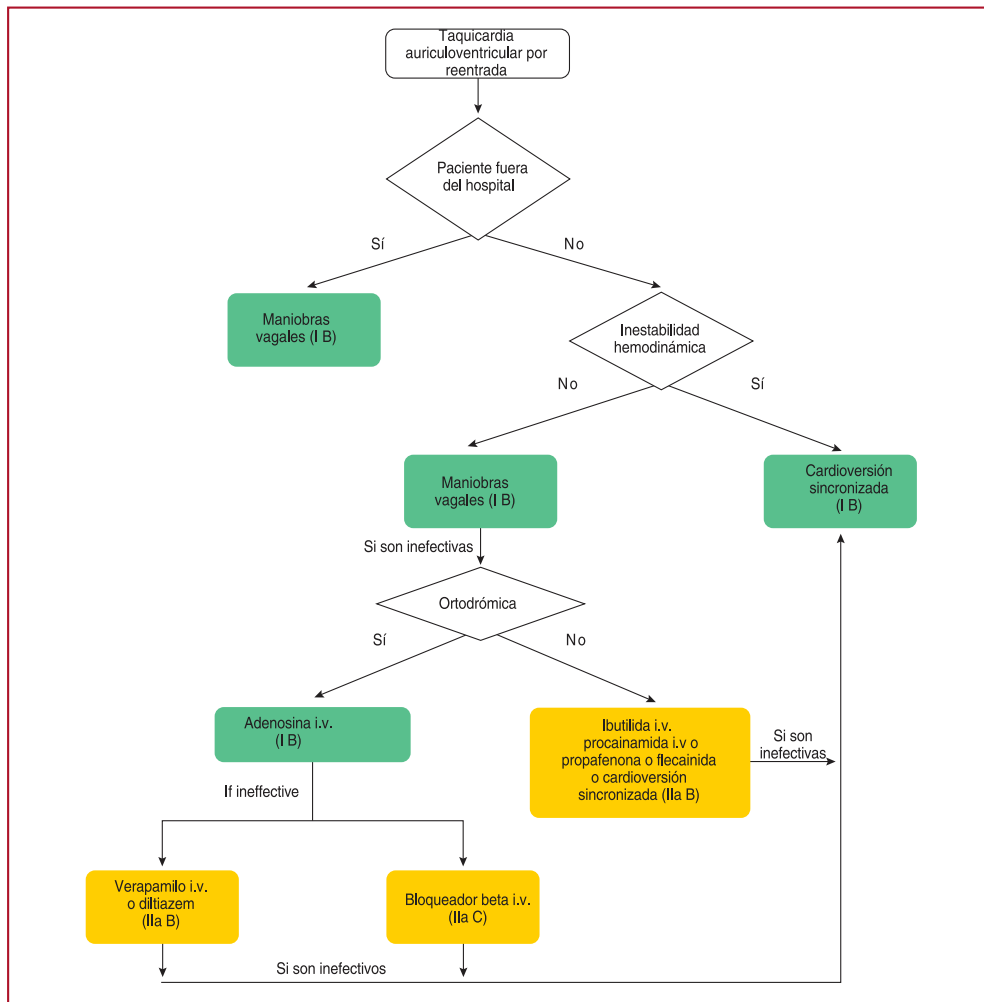 Taquicardia
auriculoventricular por
reentrada
Paciente fuera
del hospital
Sí
No
Maniobras
vagales (I B)
Inestabilidad
hemodinámica
No
Sí
Maniobras
vagales (I B)
Cardioversión
sincronizada
(I B)
Si son inefectivas
Ortodrómica
Sí
No
Adenosina i.v.
(I B)
Ibutilida i.v.
procainamida i.v o
propafenona o flecainida
o cardioversión
sincronizada (IIa B)
Si son
inefectivas
If ineffective
Verapamilo i.v.
o diltiazem
(IIa B)
Bloqueador beta i.v.
(IIa C)
Si son inefectivos